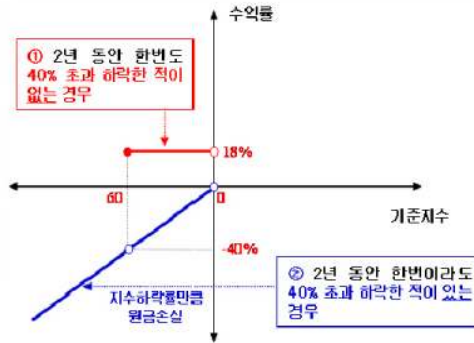 수익률
① 2년 동안 한번도
40% 초과 하락한 적이
없는 경우
18%
60
0
기준지수
-40%
지수하락률만큼
원금손실
② 2년 동안 한번이라도
40% 초과 하락한 적이 있는
경우